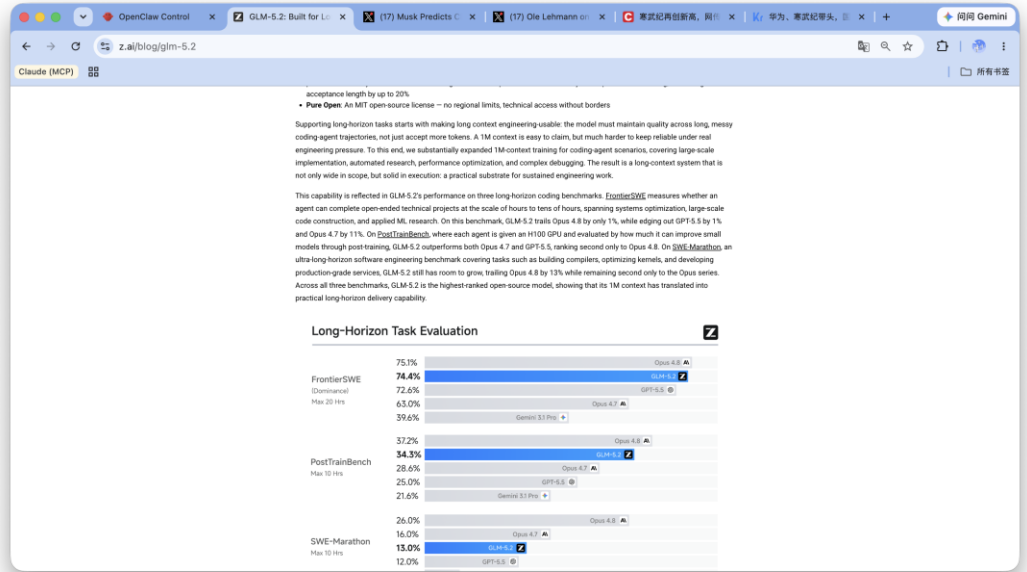 OpenClaw Control
GLM-5.2: Built for Lo
(17) Musk Predicts C
(17) Ole Lehmann on
寒武纪再创新高，网传
华为、寒武纪带头，
问问 Gemini
z.ai/blog/glm-5.2
Claude (MCP)
所有书签
acceptance length by up to 20%
• Pure Open: An MIT open-source license — no regional limits, technical access without borders
Supporting long-horizon tasks starts with making long context engineering-usable: the model must maintain quality across long, messy
coding-agent trajectories, not just accept more tokens. A 1M context is easy to claim, but much harder to keep reliable under real
engineering pressure. To this end, we substantially expanded 1M-context training for coding-agent scenarios, covering large-scale
implementation, automated research, performance optimization, and complex debugging. The result is a long-context system that is
not only wide in scope, but solid in execution: a practical substrate for sustained engineering work.
This capability is reflected in GLM-5.2's performance on three long-horizon coding benchmarks. FrontierSWE measures whether an
agent can complete open-ended technical projects at the scale of hours to tens of hours, spanning systems optimization, large-scale
code construction, and applied ML research. On this benchmark, GLM-5.2 trails Opus 4.8 by only 1%, while edging out GPT-5.5 by 1%
and Opus 4.7 by 11%. On PostTrainBench, where each agent is given an H100 GPU and evaluated by how much it can improve small
models through post-training, GLM-5.2 outperforms both Opus 4.7 and GPT-5.5, ranking second only to Opus 4.8. On SWE-Marathon, an
ultra-long-horizon software engineering benchmark covering tasks such as building compilers, optimizing kernels, and developing
production-grade services, GLM-5.2 still has room to grow, trailing Opus 4.8 by 13% while remaining second only to the Opus series.
Across all three benchmarks, GLM-5.2 is the highest-ranked open-source model, showing that its 1M context has translated into
practical long-horizon delivery capability.
Long-Horizon Task Evaluation
FrontierSWE
(Dominance)
Max 20 Hrs
75.1% Opus 4.8
74.4% GLM-5.2
72.6% GPT-5.5
63.0% Opus 4.7
39.6% Gemini 3.1 Pro
PostTrainBench
Max 10 Hrs
37.2% Opus 4.8
34.3% GLM-5.2
28.6% Opus 4.7
25.0% GPT-5.5
21.6% Gemini 3.1 Pro
SWE-Marathon
Max 10 Hrs
26.0% Opus 4.8
16.0% Opus 4.7
13.0% GLM-5.2
12.0% GPT-5.5